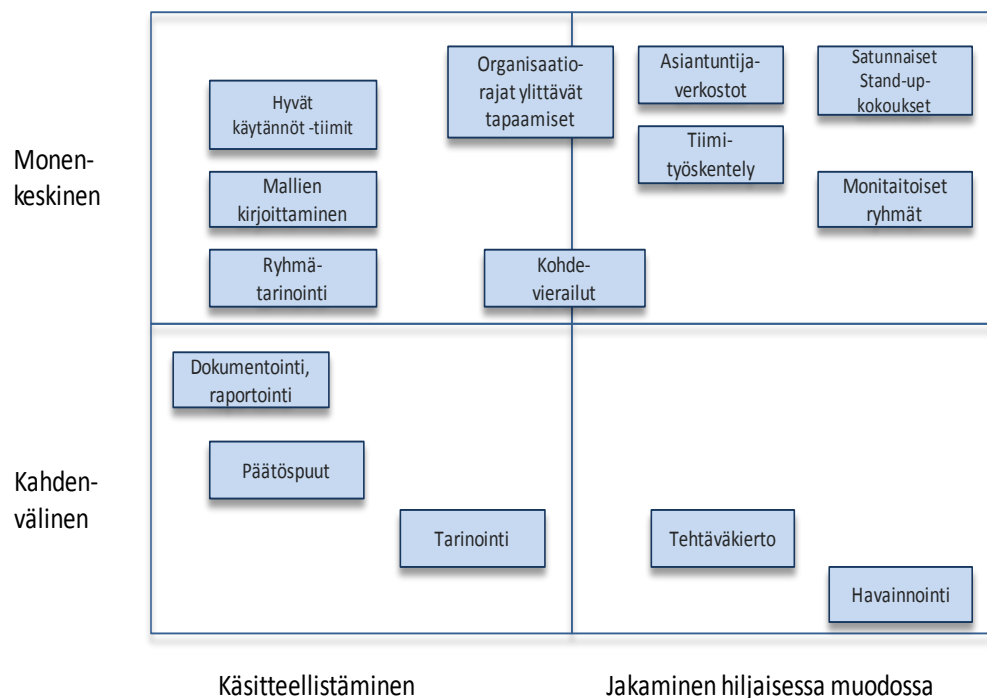 Monen-
keskinen
Hyvät
käytännöt -tiimit
Mallien
kirjoittaminen
Ryhmä-
tarinointi
Organisaatio-
rajat ylittävät
tapaamiset
Kohde-
vierailut
Asiantuntija-
verkostot
Tiimi-
työskentely
Satunnaiset
Stand-up-
kokoukset
Monitaitoiset
ryhmät
Kahden-
välinen
Dokumentointi,
raportointi
Päätöspuut
Tarinointi
Tehtäväkierto
Havainnointi
Käsitteellistäminen
Jakaminen hiljaisessa muodossa